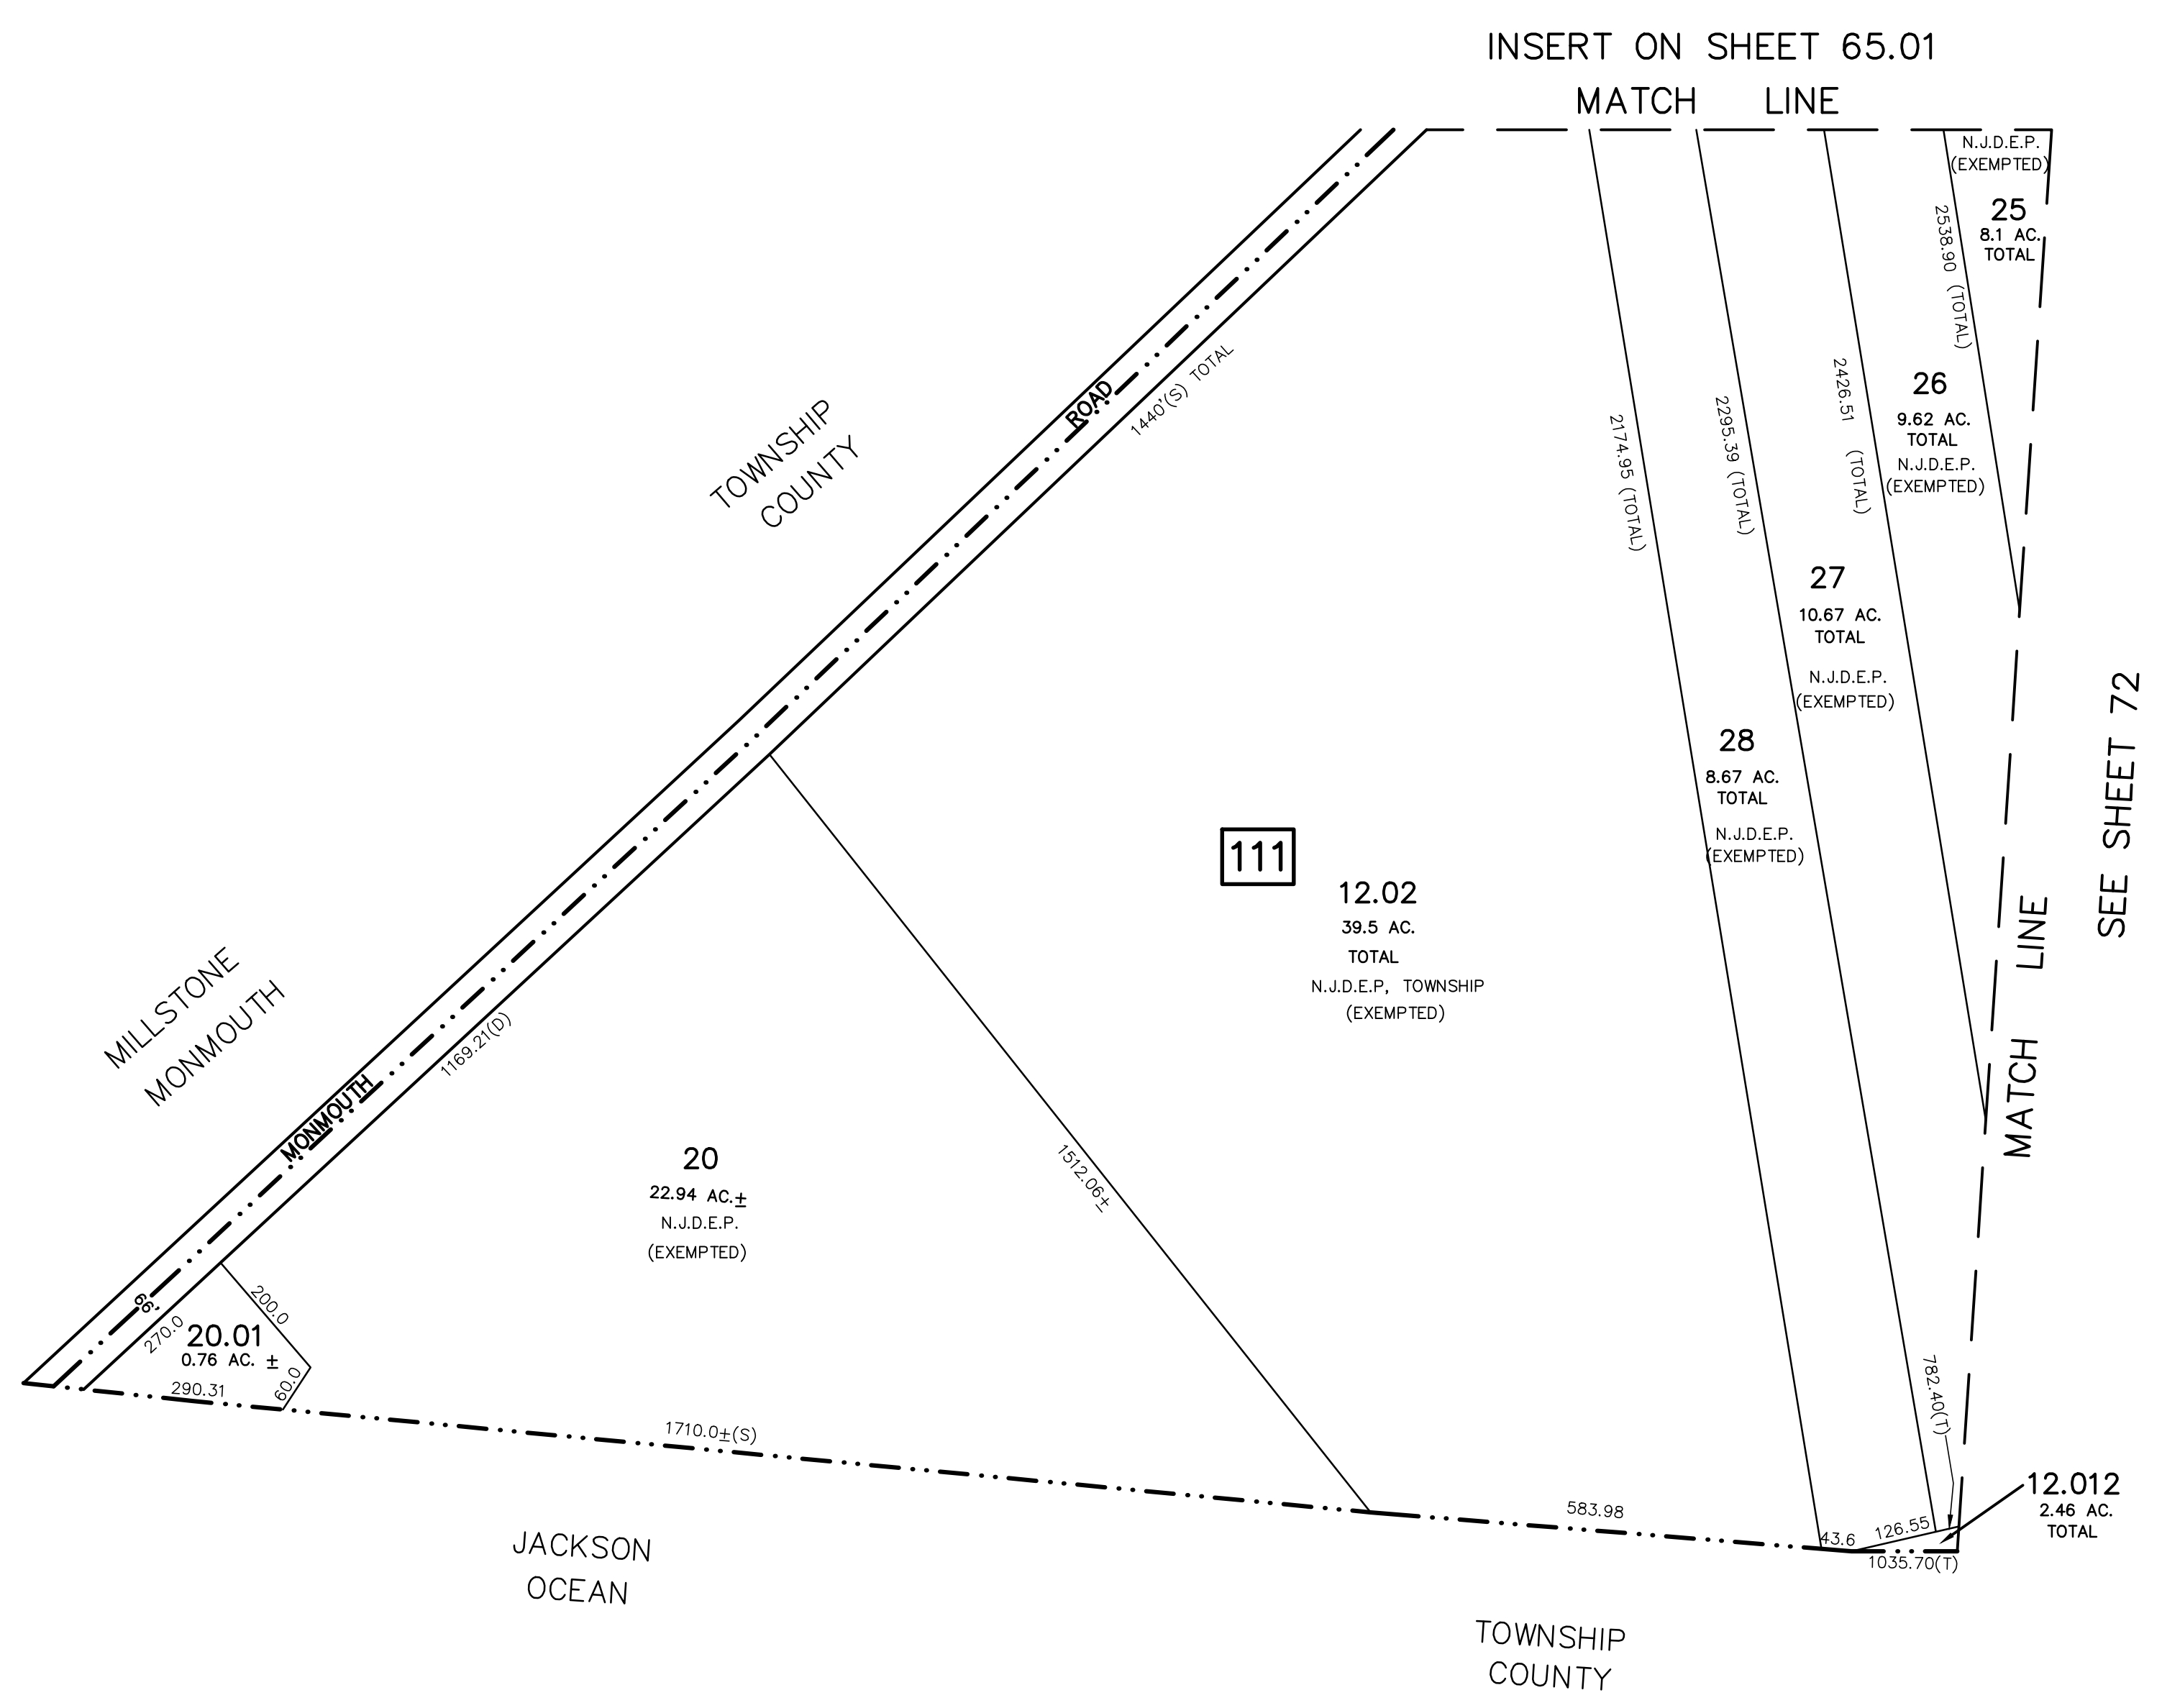 INSERT ON SHEET 65.01
MATCH LINE
N.J.D.E.P.
(EXEMPTED)
25
8.1 AC.
TOTAL
2538.90 (TOTAL)
26
9.62 AC.
TOTAL
N.J.D.E.P.
(EXEMPTED)
2426.51 (TOTAL)
27
10.67 AC.
TOTAL
N.J.D.E.P.
(EXEMPTED)
2295.39 (TOTAL)
28
8.67 AC.
TOTAL
N.J.D.E.P.
(EXEMPTED)
2174.95 (TOTAL)
SEE SHEET 72
MATCH LINE
TOWNSHIP
COUNTY
ROAD
1440'(S) TOTAL
111
12.02
39.5 AC.
TOTAL
N.J.D.E.P, TOWNSHIP
(EXEMPTED)
MILLSTONE
MONMOUTH
MONMOUTH
1169.21(D)
20
22.94 AC.±
N.J.D.E.P.
(EXEMPTED)
1512.06±
66'
270.0
200.0
20.01
0.76 AC. ±
60.0
290.31
1710.0±(S)
583.98
43.6
126.55
782.40(T)
1035.70(T)
12.012
2.46 AC.
TOTAL
JACKSON
OCEAN
TOWNSHIP
COUNTY